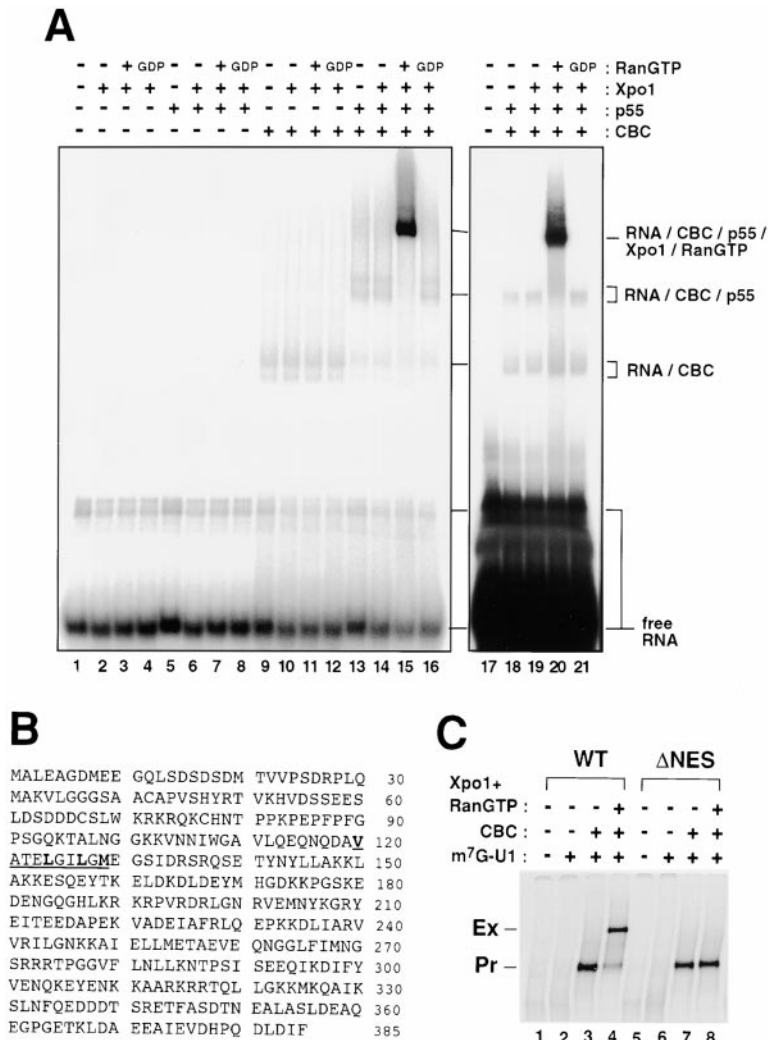 A
- - + GDP - - + GDP - - + GDP - - + GDP - - - + GDP : RanGTP
- + + + - + + + - + + + - + + + - - + + + : Xpo1
- - - - + + + + - - - - + + + + - + + + + : p55
- - - - - - - - + + + + + + + + - + + + + : CBC
RNA / CBC / p55 /
Xpo1 / RanGTP
RNA / CBC / p55
RNA / CBC
free
RNA
1 2 3 4 5 6 7 8 9 10 11 12 13 14 15 16 17 18 19 20 21
B
MALEAGDMEE GQLSDSDSDM TVVPSDRPLQ 30
MAKVLGGGSA ACAPVSHYRT VKHVDSSEES 60
LDSDDDCSLW KRKRQKCHNT PPKPEPFPFG 90
PSGQKTALNG GKKVNNIWGA VLQEQNQDAV 120
ATELGILGME GSIDRSRQSE TYNYLLAKKL 150
AKKESQEYTK ELDKDLDEYM HGDKKPGSKE 180
DENGQGHLKR KRPVRDRLGN RVEMNYKGRY 210
EITEEDAPEK VADEIAFRLQ EPKKDLIARV 240
VRILGNKKAI ELLMETAEVE QNGGLFIMNG 270
SRRRTPGGVF LNLLKNTPSI SEEQIKDIFY 300
VENQKEYENK KAARKRRTQL LGKKMKQAIK 330
SLNFQEDDDT SRETFASDTN EALASLDEAQ 360
EGPGETKLDA EEAIEVDHPQ DLDIF 385
C
WT ΔNES
Xpo1+
RanGTP - - - + - - - +
CBC - - + + - - + +
m⁷G-U1 - + + + - + + +
Ex
Pr
1 2 3 4 5 6 7 8